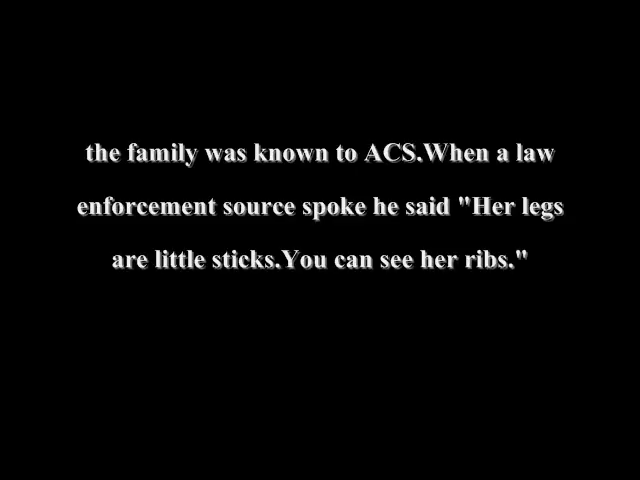 the family was known to ACS.When a law
enforcement source spoke he said "Her legs
are little sticks.You can see her ribs."